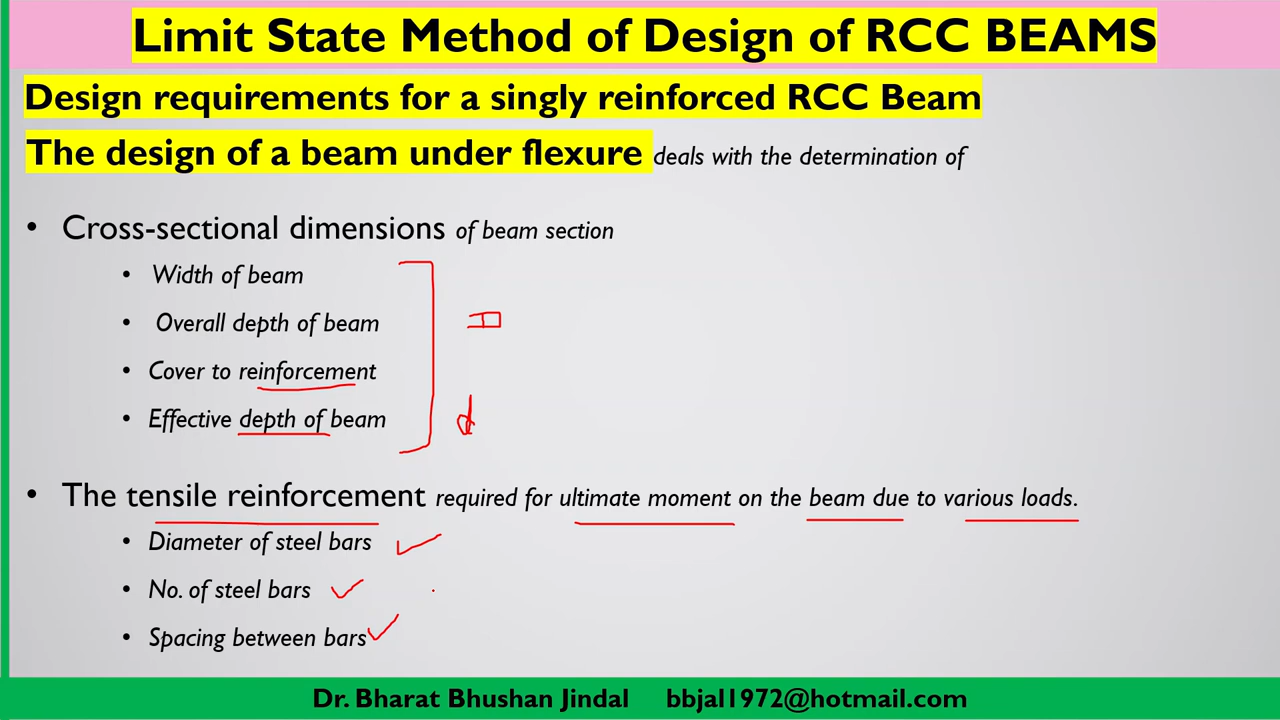 Limit State Method of Design of RCC BEAMS
Design requirements for a singly reinforced RCC Beam
The design of a beam under flexure deals with the determination of
• Cross-sectional dimensions of beam section
• Width of beam
• Overall depth of beam
• Cover to reinforcement
• Effective depth of beam
d
• The tensile reinforcement required for ultimate moment on the beam due to various loads.
• Diameter of steel bars
• No. of steel bars
• Spacing between bars
Dr. Bharat Bhushan Jindal bbjal1972@hotmail.com